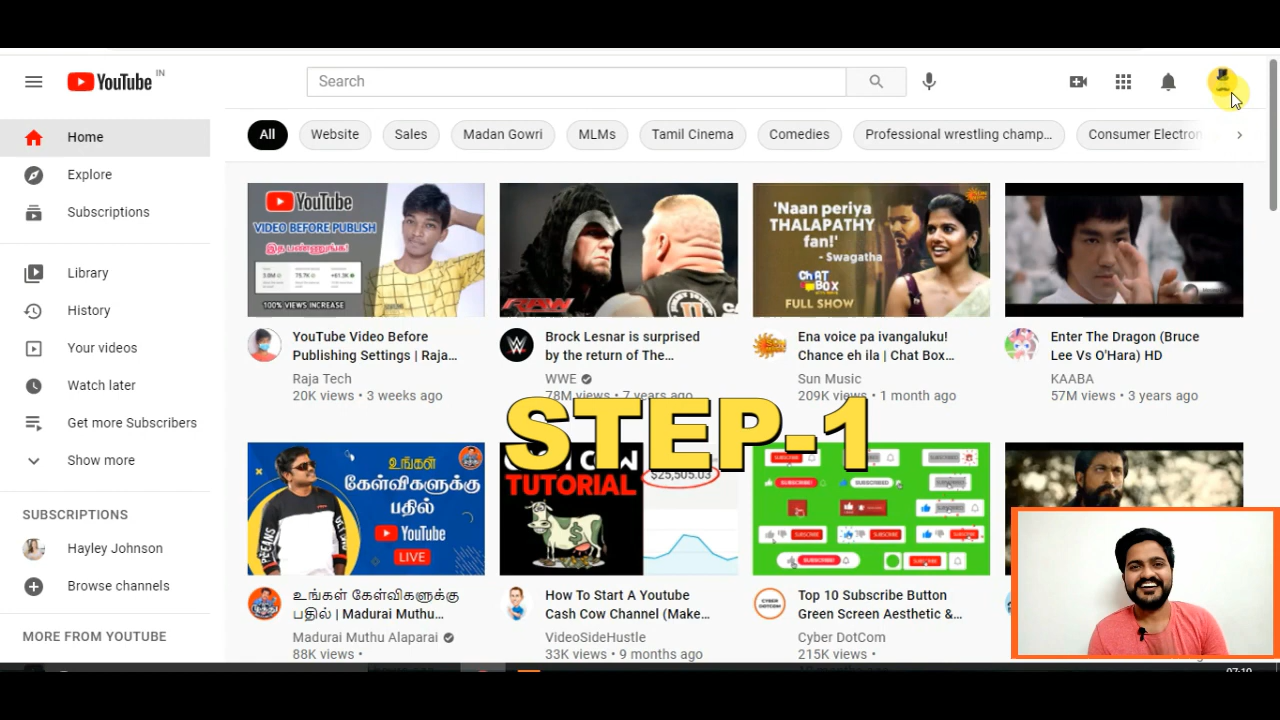 YouTube IN
Search
All
Website
Sales
Madan Gowri
MLMs
Tamil Cinema
Comedies
Professional wrestling champ...
Consumer Electron
Home
Explore
Subscriptions
Library
History
Your videos
Watch later
Get more Subscribers
Show more
SUBSCRIPTIONS
Hayley Johnson
Browse channels
MORE FROM YOUTUBE
YouTube
VIDEO BEFORE PUBLISH
இத பண்ணுங்க!
100% VIEWS INCREASE
YouTube Video Before
Publishing Settings | Raja...
Raja Tech
20K views • 3 weeks ago
RAW
Brock Lesnar is surprised
by the return of The...
WWE
78M views • 7 years ago
'Naan periya
THALAPATHY
fan!'
- Swagatha
CHAT
BOX
FULL SHOW
Ena voice pa ivangaluku!
Chance eh ila | Chat Box...
Sun Music
209K views • 1 month ago
Enter The Dragon (Bruce
Lee Vs O'Hara) HD
KAABA
57M views • 3 years ago
STEP-1
உங்கள்
கேள்விகளுக்கு
பதில்
YouTube
LIVE
உங்கள் கேள்விகளுக்கு
பதில் | Madurai Muthu...
Madurai Muthu Alaparai
88K views •
TUTORIAL
$25,505.03
How To Start A Youtube
Cash Cow Channel (Make...
VideoSideHustle
33K views • 9 months ago
Top 10 Subscribe Button
Green Screen Aesthetic &...
Cyber DotCom
215K views •